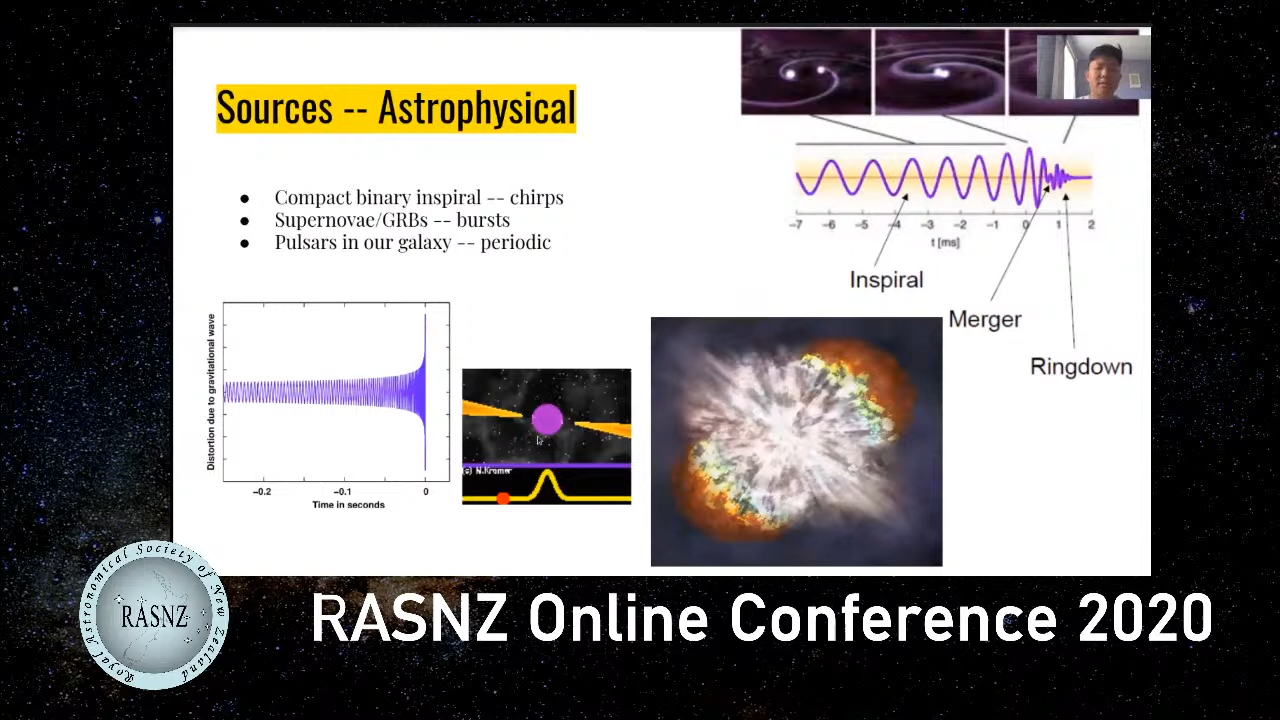 Sources -- Astrophysical
● Compact binary inspiral -- chirps
● Supernovae/GRBs -- bursts
● Pulsars in our galaxy -- periodic
-7 -6 -5 -4 -3 -2 -1 0 1 2
t [ms]
Inspiral
Merger
Ringdown
Distortion due to gravitational wave
-0.2 -0.1 0
Time in seconds
(c) M.Kramer
Royal Astronomical Society of New Zealand
RASNZ
RASNZ Online Conference 2020